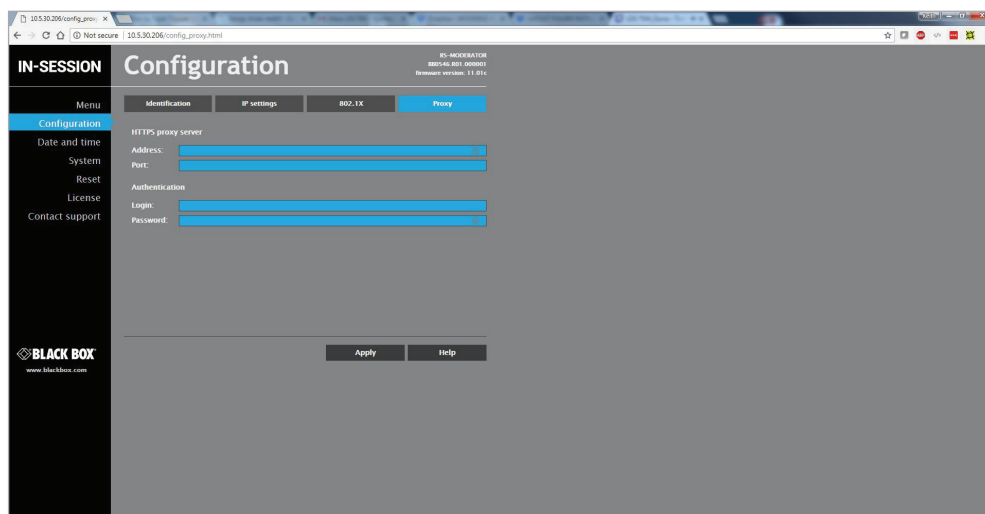 10.5.30.206/config_prox
Not secure | 10.5.30.206/config_proxy.html
IN-SESSION
Configuration
RS-MODERATOR
880546.R01.000001
Firmware version: 11.01c
Menu
Configuration
Date and time
System
Reset
License
Contact support
Identification
IP settings
802.1X
Proxy
HTTPS proxy server
Address:
Port:
Authentication
Login:
Password:
Apply
Help
BLACK BOX
www.blackbox.com